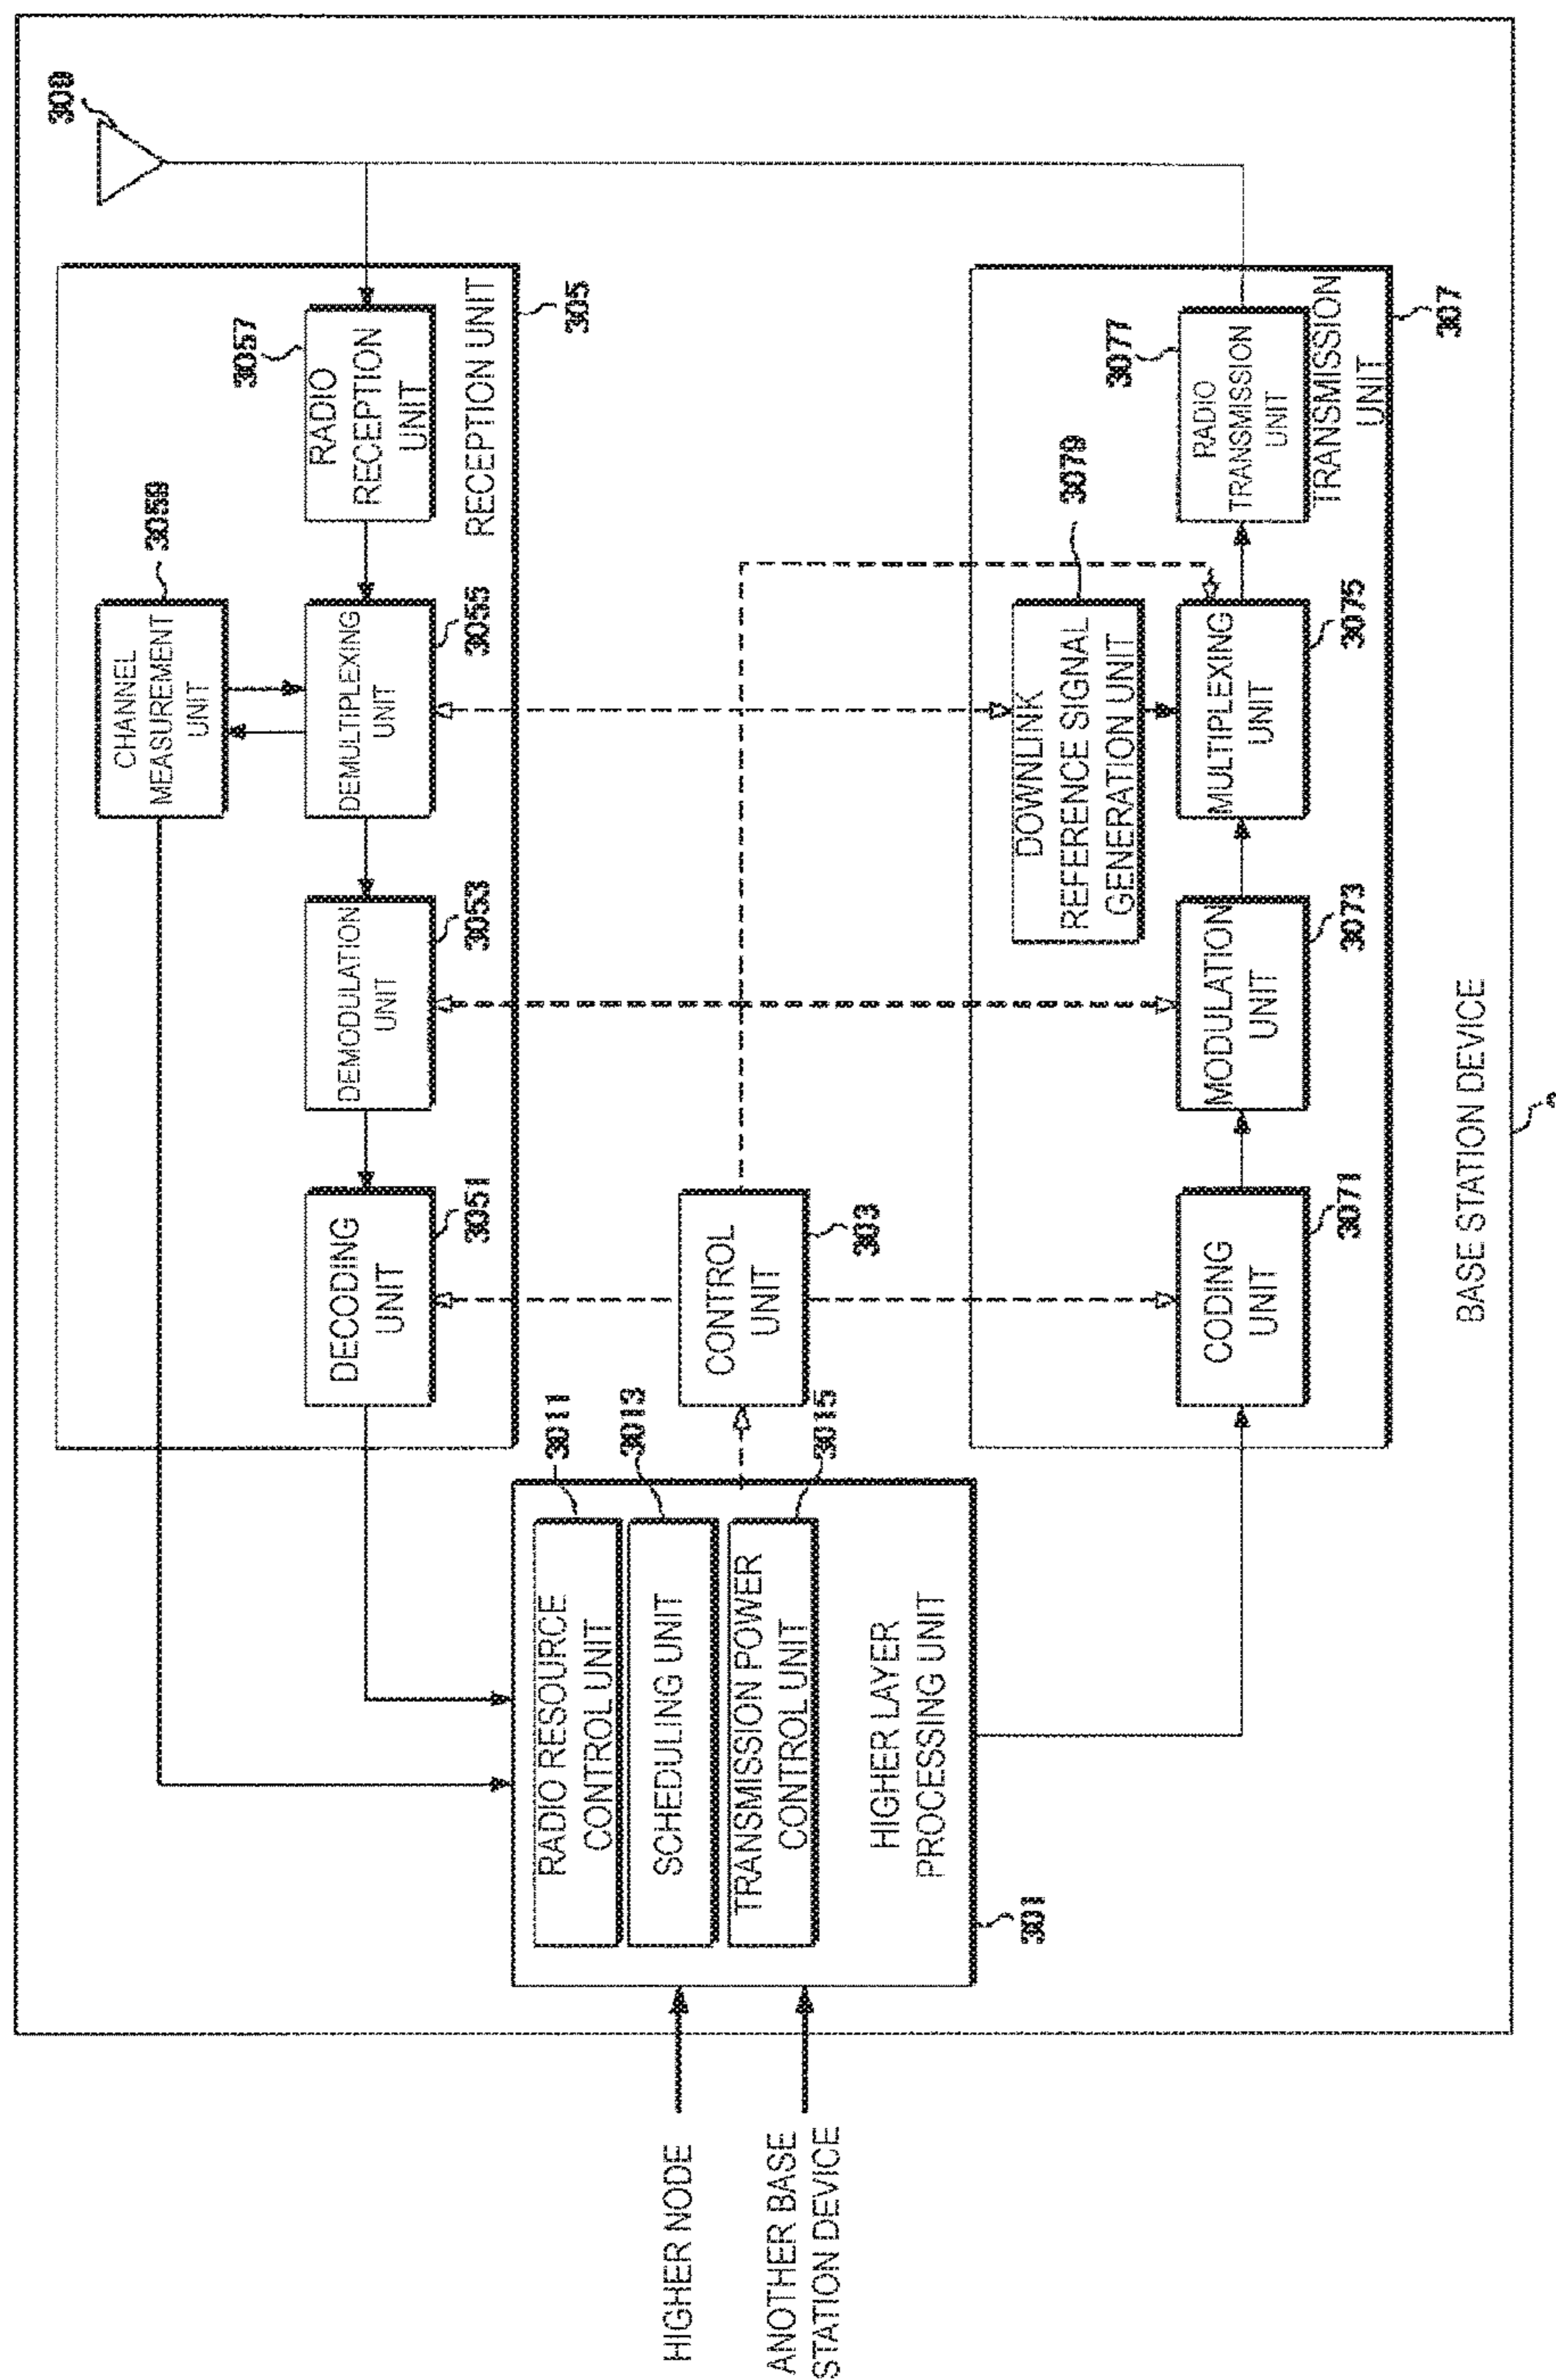 HIGHER NODE
ANOTHER BASE
STATION DEVICE
301
RADIO RESOURCE
CONTROL UNIT
3011
SCHEDULING UNIT
3013
TRANSMISSION POWER
CONTROL UNIT
3015
HIGHER LAYER
PROCESSING UNIT
CONTROL
UNIT
303
DECODING
UNIT
3051
DEMODULATION
UNIT
3053
DEMULTIPLEXING
UNIT
3055
CHANNEL
MEASUREMENT
UNIT
3059
RADIO
RECEPTION
UNIT
3057
RECEPTION UNIT
305
309
CODING
UNIT
3071
MODULATION
UNIT
3073
DOWNLINK
REFERENCE SIGNAL
GENERATION UNIT
3079
MULTIPLEXING
UNIT
3075
RADIO
TRANSMISSION
UNIT
3077
TRANSMISSION
UNIT
307
BASE STATION DEVICE